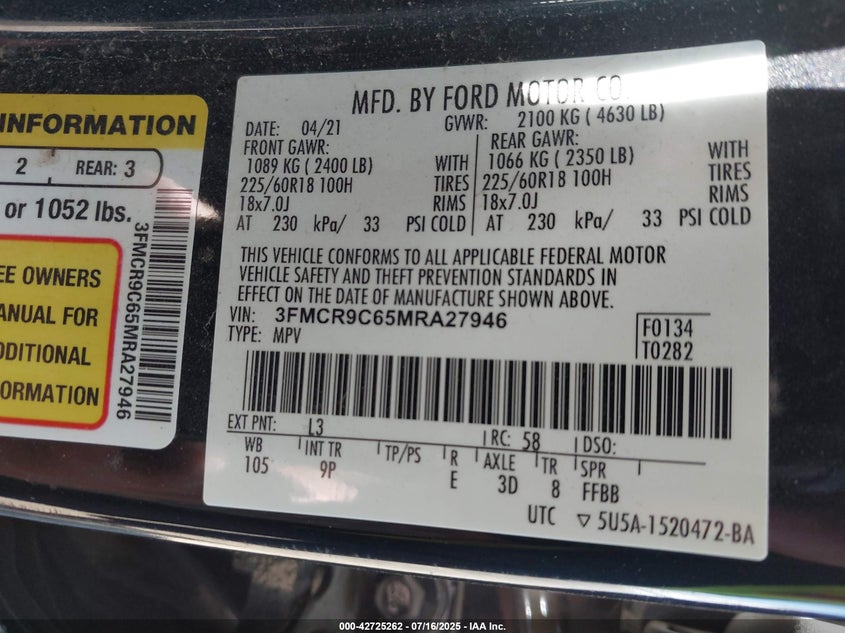 INFORMATION
2 REAR: 3
or 1052 lbs.
EE OWNERS
ANUAL FOR
DDITIONAL
ORMATION
3FMCR9C65MRA27946
MFD. BY FORD MOTOR CO.
DATE: 04/21 GVWR: 2100 KG ( 4630 LB)
FRONT GAWR: REAR GAWR:
1089 KG ( 2400 LB) WITH 1066 KG ( 2350 LB) WITH
225/60R18 100H TIRES 225/60R18 100H TIRES
18x7.0J RIMS 18x7.0J RIMS
AT 230 kPa/ 33 PSI COLD AT 230 kPa/ 33 PSI COLD
THIS VEHICLE CONFORMS TO ALL APPLICABLE FEDERAL MOTOR
VEHICLE SAFETY AND THEFT PREVENTION STANDARDS IN
EFFECT ON THE DATE OF MANUFACTURE SHOWN ABOVE.
VIN: 3FMCR9C65MRA27946
TYPE: MPV
F0134
T0282
EXT PNT: L3 RC: 58 DSO:
WB INT TR TP/PS R AXLE TR SPR
105 9P E 3D 8 FFBB
UTC ▽ 5U5A-1520472-BA
000-42725262 - 07/16/2025 - IAA Inc.